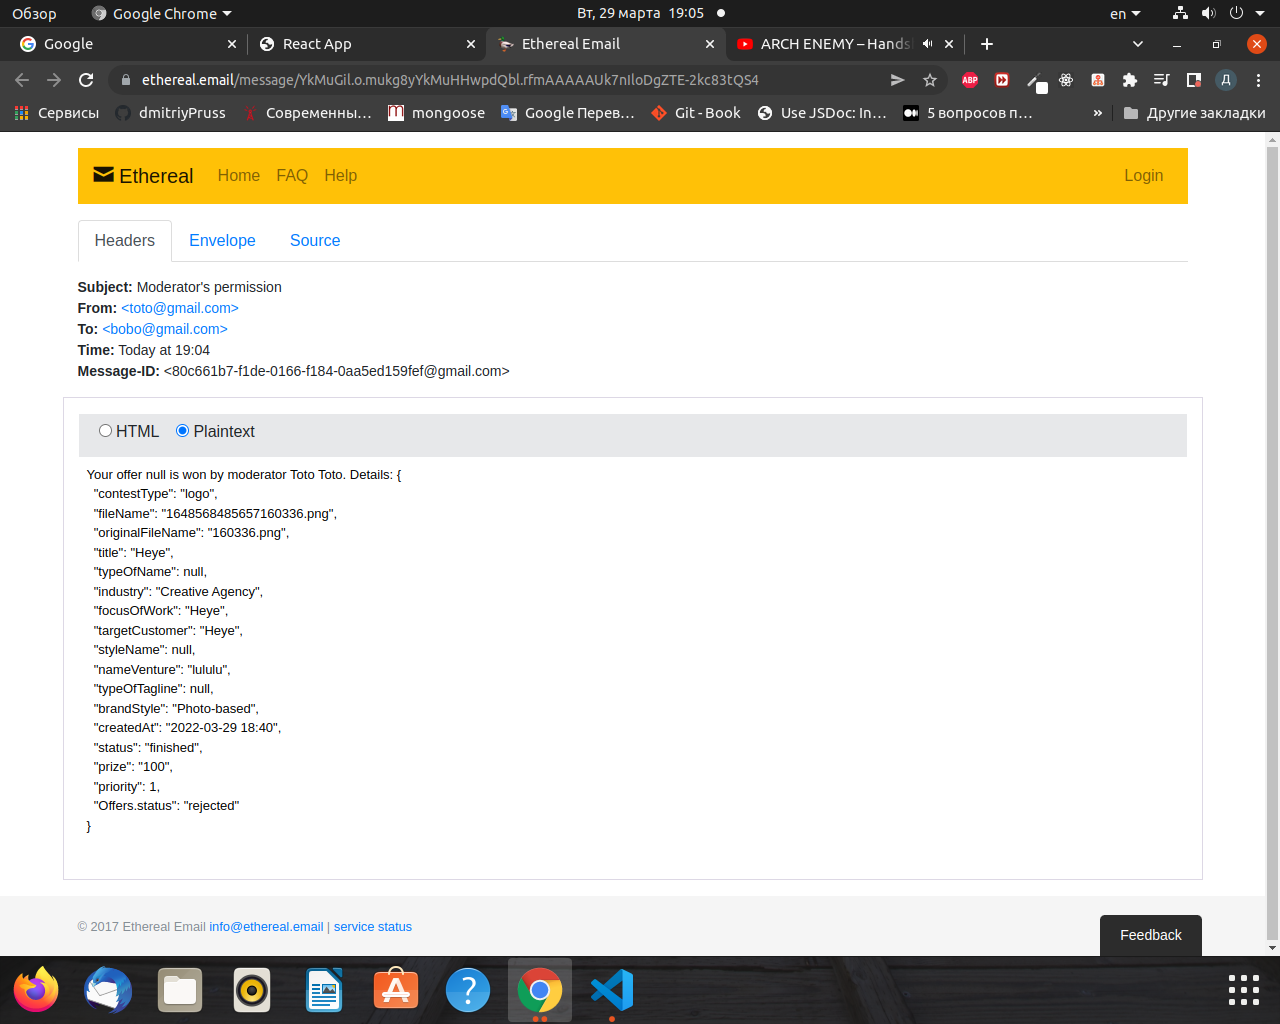 Обзор
Google Chrome
Вт, 29 марта 19:05
en
Google
React App
Ethereal Email
ARCH ENEMY – Hands
ethereal.email/message/YkMuGil.o.mukg8yYkMuHHwpdQbl.rfmAAAAAUk7nIloDgZTE-2kc83tQS4
ABP
Д
Сервисы
dmitriyPruss
Современны…
m
mongoose
Google Перев…
Git - Book
Use JSDoc: In…
5 вопросов п…
»
Другие закладки
Ethereal
Home
FAQ
Help
Login
Headers
Envelope
Source
Subject: Moderator's permission
From: <toto@gmail.com>
To: <bobo@gmail.com>
Time: Today at 19:04
Message-ID: <80c661b7-f1de-0166-f184-0aa5ed159fef@gmail.com>
HTML
Plaintext
Your offer null is won by moderator Toto Toto. Details: {
"contestType": "logo",
"fileName": "1648568485657160336.png",
"originalFileName": "160336.png",
"title": "Heye",
"typeOfName": null,
"industry": "Creative Agency",
"focusOfWork": "Heye",
"targetCustomer": "Heye",
"styleName": null,
"nameVenture": "lululu",
"typeOfTagline": null,
"brandStyle": "Photo-based",
"createdAt": "2022-03-29 18:40",
"status": "finished",
"prize": "100",
"priority": 1,
"Offers.status": "rejected"
}
© 2017 Ethereal Email info@ethereal.email | service status
Feedback